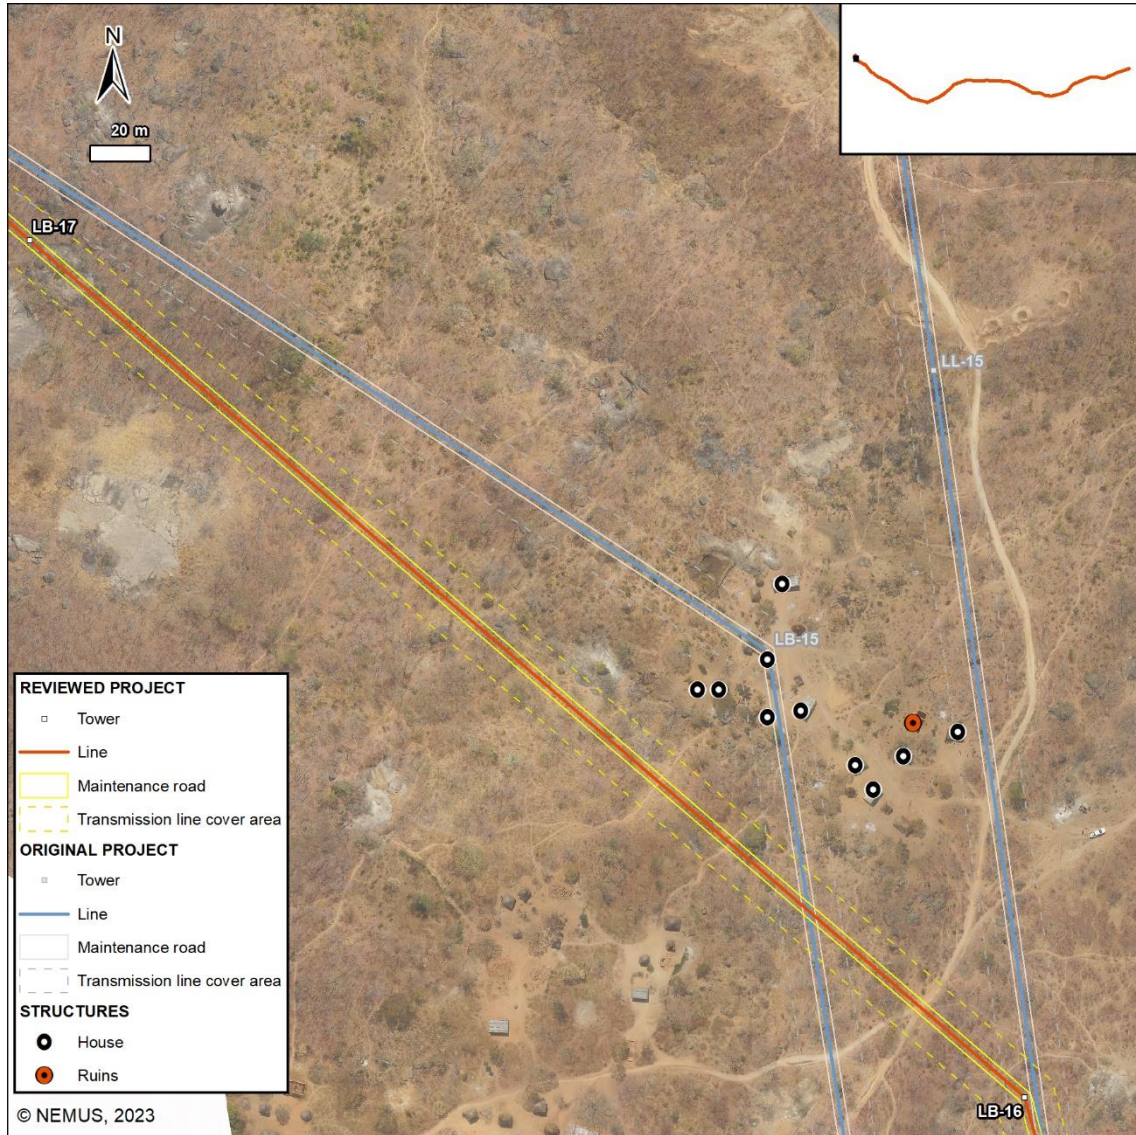 N
20 m
LB-17
LL-15
LB-15
REVIEWED PROJECT
Tower
Line
Maintenance road
Transmission line cover area
ORIGINAL PROJECT
Tower
Line
Maintenance road
Transmission line cover area
STRUCTURES
House
Ruins
© NEMUS, 2023
LB-16